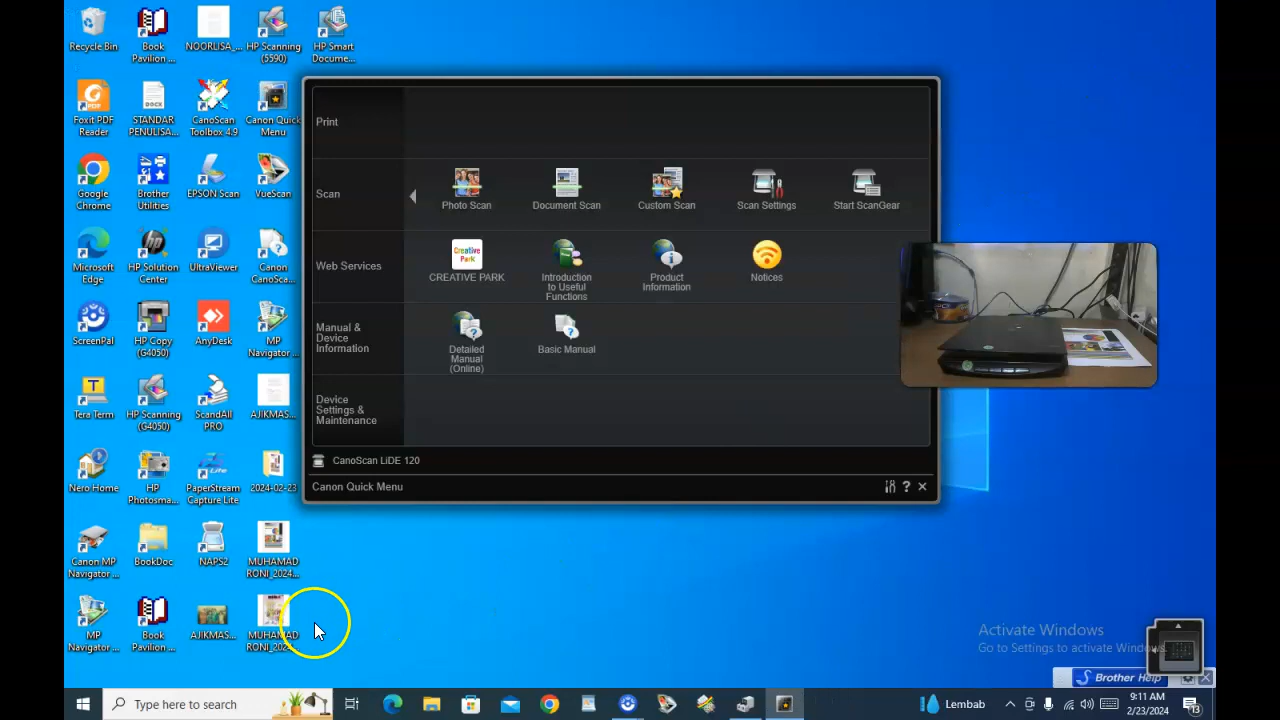 Recycle Bin
Book
Pavilion ...
NOORLISA_...
HP Scanning
(5590)
HP Smart
Docume...
Foxit PDF
Reader
STANDAR
PENULISA...
CanoScan
Toolbox 4.9
Canon Quick
Menu
Google
Chrome
Brother
Utilities
EPSON Scan
VueScan
Microsoft
Edge
HP Solution
Center
UltraViewer
Canon
CanoSca...
ScreenPal
HP Copy
(G4050)
AnyDesk
MP
Navigator ...
Tera Term
HP Scanning
(G4050)
ScandAll
PRO
AJIKMAS...
Nero Home
HP
Photosma...
PaperStream
Capture Lite
2024-02-23
Canon MP
Navigator ...
BookDoc
NAPS2
MUHAMAD
RONI_2024...
MP
Navigator ...
Book
Pavilion ...
AJIKMAS...
MUHAMAD
RONI_2024...
Print
Scan
Photo Scan
Document Scan
Custom Scan
Scan Settings
Start ScanGear
Web Services
Creative
Park
CREATIVE PARK
Introduction
to Useful
Functions
Product
Information
Notices
Manual &
Device
Information
Detailed
Manual
(Online)
Basic Manual
Device
Settings &
Maintenance
CanoScan LiDE 120
Canon Quick Menu
Activate Windows
Go to Settings to activate Windows.
Brother Help
Type here to search
Lembab
9:11 AM
2/23/2024
13